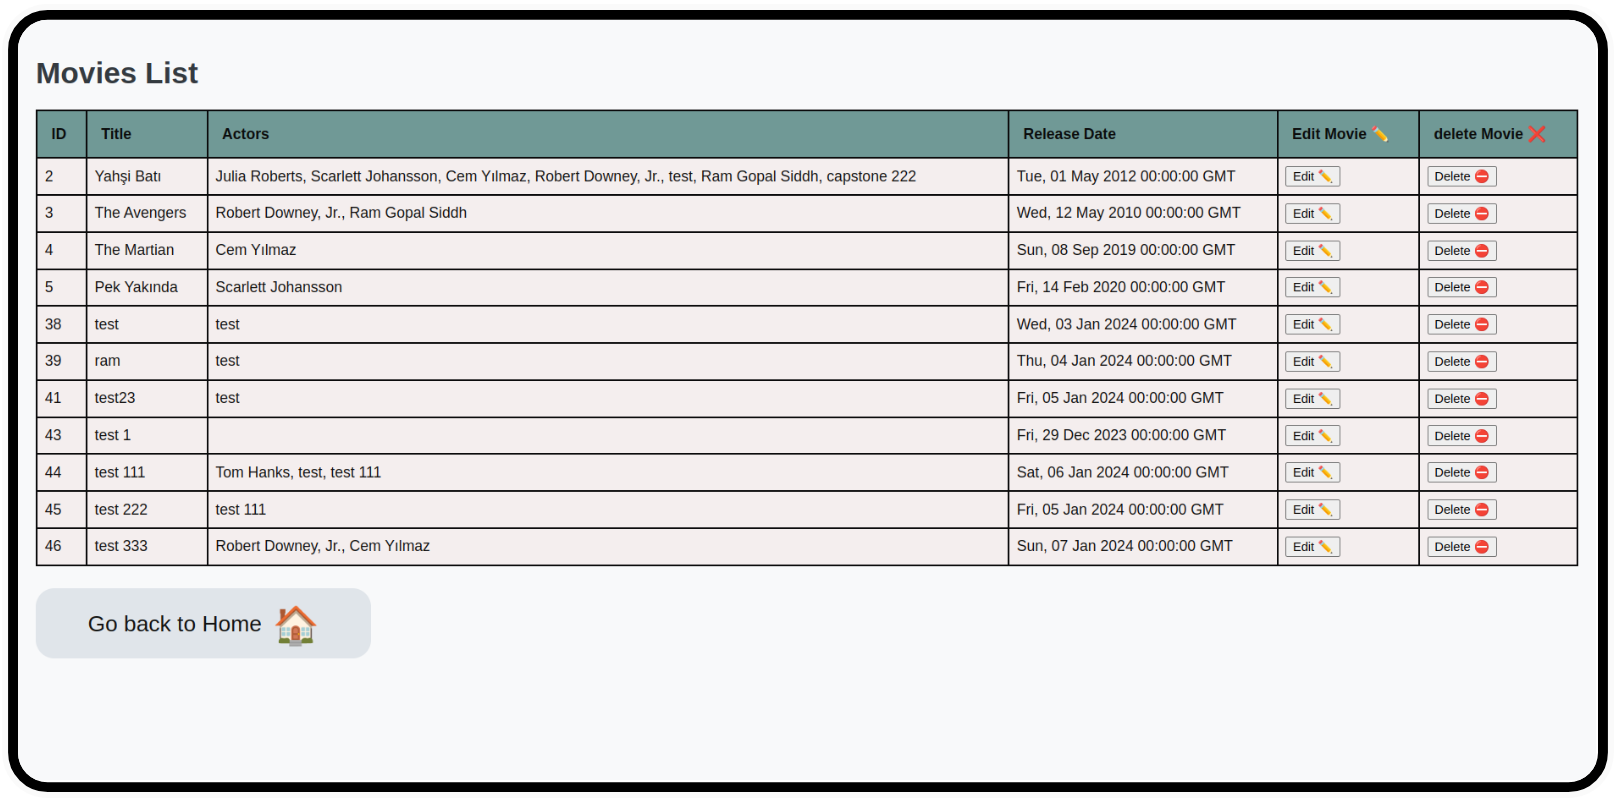 Movies List
ID Title Actors Release Date Edit Movie ✏️ delete Movie ❌
2 Yahşi Batı Julia Roberts, Scarlett Johansson, Cem Yılmaz, Robert Downey, Jr., test, Ram Gopal Siddh, capstone 222 Tue, 01 May 2012 00:00:00 GMT Edit ✏️ Delete ⛔
3 The Avengers Robert Downey, Jr., Ram Gopal Siddh Wed, 12 May 2010 00:00:00 GMT Edit ✏️ Delete ⛔
4 The Martian Cem Yılmaz Sun, 08 Sep 2019 00:00:00 GMT Edit ✏️ Delete ⛔
5 Pek Yakında Scarlett Johansson Fri, 14 Feb 2020 00:00:00 GMT Edit ✏️ Delete ⛔
38 test test Wed, 03 Jan 2024 00:00:00 GMT Edit ✏️ Delete ⛔
39 ram test Thu, 04 Jan 2024 00:00:00 GMT Edit ✏️ Delete ⛔
41 test23 test Fri, 05 Jan 2024 00:00:00 GMT Edit ✏️ Delete ⛔
43 test 1 Fri, 29 Dec 2023 00:00:00 GMT Edit ✏️ Delete ⛔
44 test 111 Tom Hanks, test, test 111 Sat, 06 Jan 2024 00:00:00 GMT Edit ✏️ Delete ⛔
45 test 222 test 111 Fri, 05 Jan 2024 00:00:00 GMT Edit ✏️ Delete ⛔
46 test 333 Robert Downey, Jr., Cem Yılmaz Sun, 07 Jan 2024 00:00:00 GMT Edit ✏️ Delete ⛔
Go back to Home 🏠